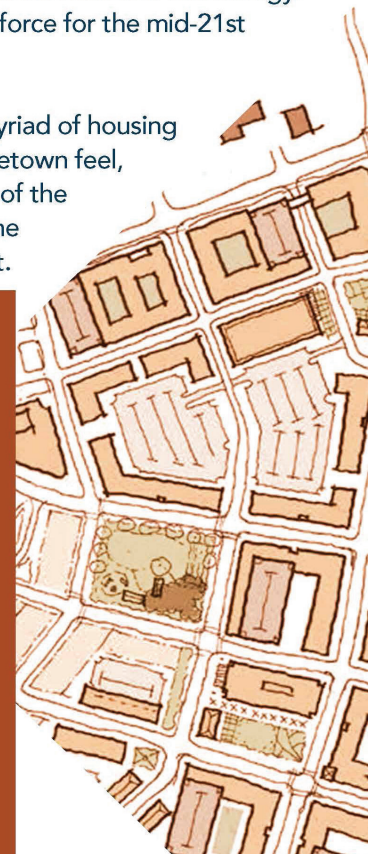 force for the mid-21st
yriad of housing
etown feel,
of the
ne
t.